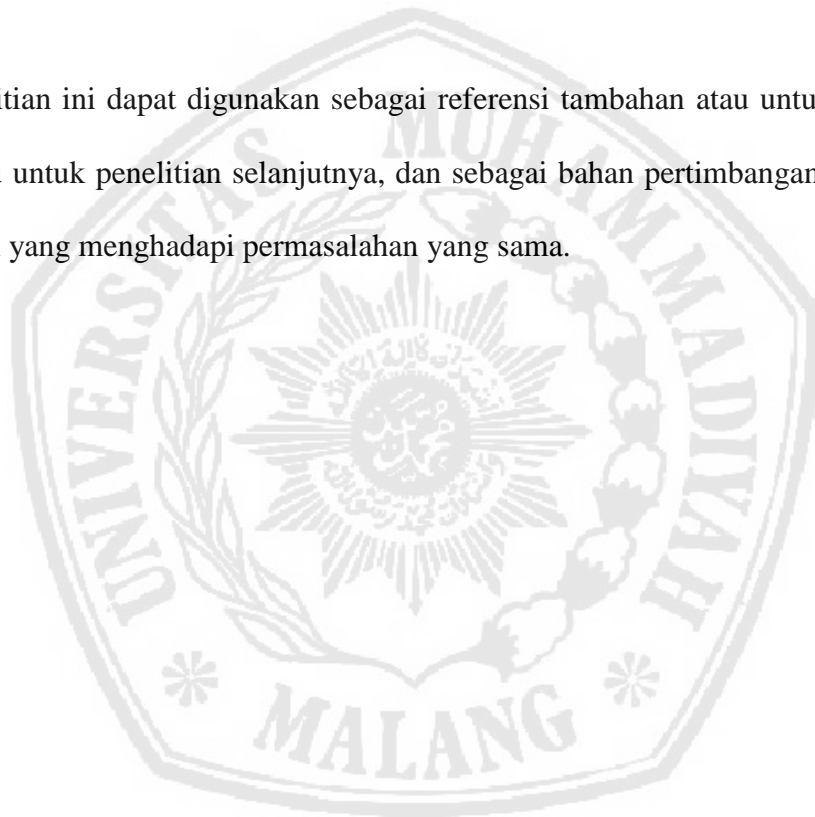 itian ini dapat digunakan sebagai referensi tambahan atau untu
untuk penelitian selanjutnya, dan sebagai bahan pertimbangan
yang menghadapi permasalahan yang sama.
UNIVERSITAS MUHAMMADIYAH
MALANG